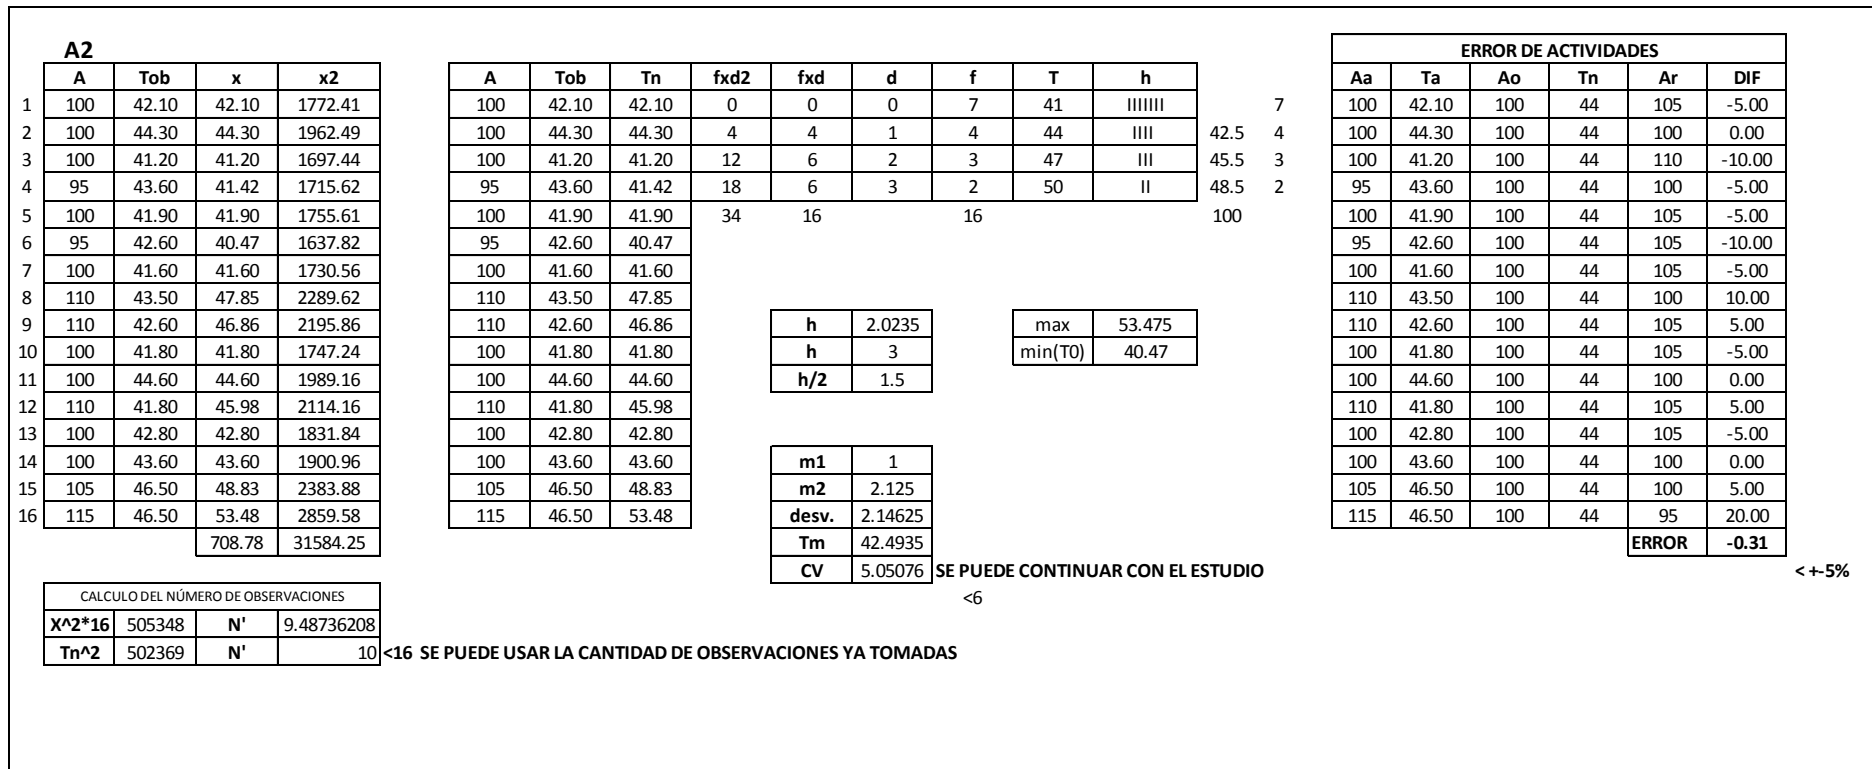 A2 ERROR DE ACTIVIDADES
A Tob x x2 A Tob Tn fxd2 fxd d f T h Aa Ta Ao Tn Ar DIF
1 100 42.10 42.10 1772.41 100 42.10 42.10 0 0 0 7 41 IIIIIII 7 100 42.10 100 44 105 -5.00
2 100 44.30 44.30 1962.49 100 44.30 44.30 4 4 1 4 44 IIII 42.5 4 100 44.30 100 44 100 0.00
3 100 41.20 41.20 1697.44 100 41.20 41.20 12 6 2 3 47 III 45.5 3 100 41.20 100 44 110 -10.00
4 95 43.60 41.42 1715.62 95 43.60 41.42 18 6 3 2 50 II 48.5 2 95 43.60 100 44 100 -5.00
5 100 41.90 41.90 1755.61 100 41.90 41.90 34 16 16 100 100 41.90 100 44 105 -5.00
6 95 42.60 40.47 1637.82 95 42.60 40.47 95 42.60 100 44 105 -10.00
7 100 41.60 41.60 1730.56 100 41.60 41.60 100 41.60 100 44 105 -5.00
8 110 43.50 47.85 2289.62 110 43.50 47.85 110 43.50 100 44 100 10.00
9 110 42.60 46.86 2195.86 110 42.60 46.86 h 2.0235 max 53.475 110 42.60 100 44 105 5.00
10 100 41.80 41.80 1747.24 100 41.80 41.80 h 3 min(T0) 40.47 100 41.80 100 44 105 -5.00
11 100 44.60 44.60 1989.16 100 44.60 44.60 h/2 1.5 100 44.60 100 44 100 0.00
12 110 41.80 45.98 2114.16 110 41.80 45.98 110 41.80 100 44 105 5.00
13 100 42.80 42.80 1831.84 100 42.80 42.80 100 42.80 100 44 105 -5.00
14 100 43.60 43.60 1900.96 100 43.60 43.60 m1 1 100 43.60 100 44 100 0.00
15 105 46.50 48.83 2383.88 105 46.50 48.83 m2 2.125 105 46.50 100 44 100 5.00
16 115 46.50 53.48 2859.58 115 46.50 53.48 desv. 2.14625 115 46.50 100 44 95 20.00
708.78 31584.25 Tm 42.4935 ERROR -0.31
CV 5.05076 SE PUEDE CONTINUAR CON EL ESTUDIO < +-5%
CALCULO DEL NÚMERO DE OBSERVACIONES <6
X^2*16 505348 N' 9.48736208
Tn^2 502369 N' 10 <16 SE PUEDE USAR LA CANTIDAD DE OBSERVACIONES YA TOMADAS